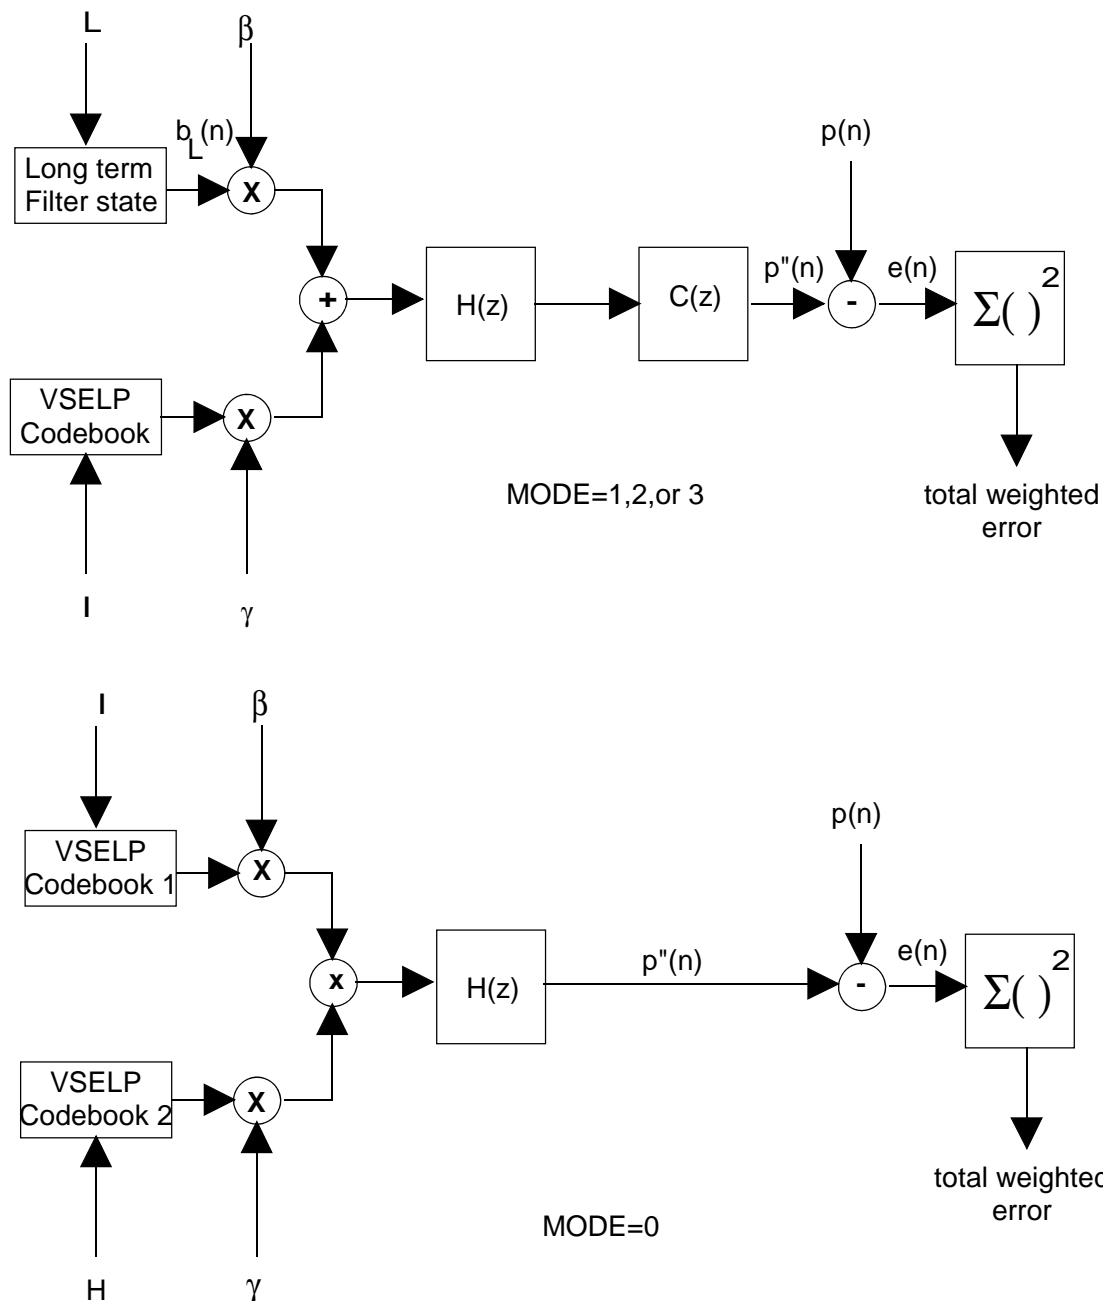 L
β
b (n)
L
p(n)
Long term
Filter state
X
+
H(z)
C(z)
p"(n)
-
e(n)
Σ( ) 2
VSELP
Codebook
X
MODE=1,2,or 3
total weighted
error
I
γ
I
β
p(n)
VSELP
Codebook 1
X
x
H(z)
p"(n)
-
e(n)
Σ( ) 2
VSELP
Codebook 2
X
total weighted
error
MODE=0
H
γ